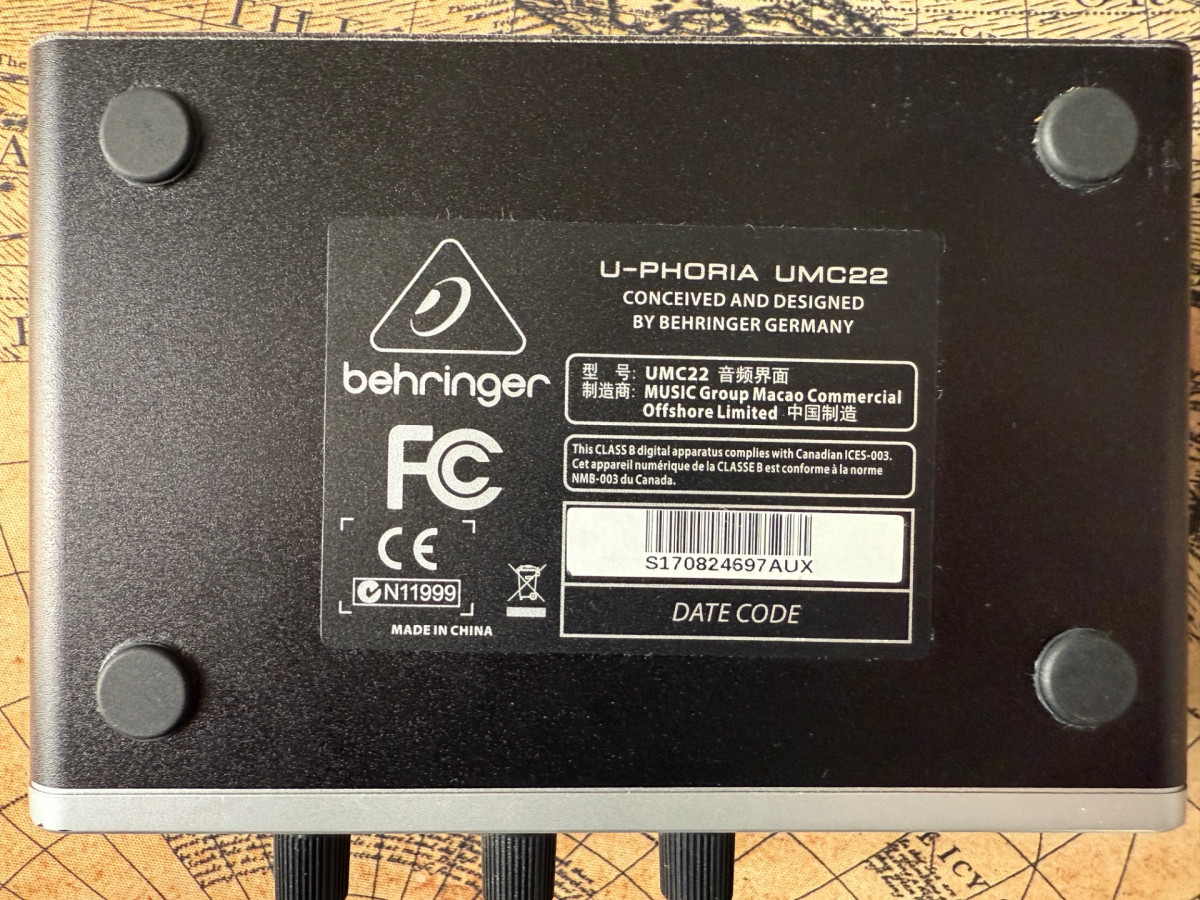 THE
behringer
FC
CE
N11999
MADE IN CHINA
U-PHORIA UMC22
CONCEIVED AND DESIGNED
BY BEHRINGER GERMANY
型 号: UMC22 音频界面
制造商: MUSIC Group Macao Commercial
Offshore Limited 中国制造
This CLASS B digital apparatus complies with Canadian ICES-003.
Cet appareil numérique de la CLASSE B est conforme à la norme
NMB-003 du Canada.
S170824697AUX
DATE CODE